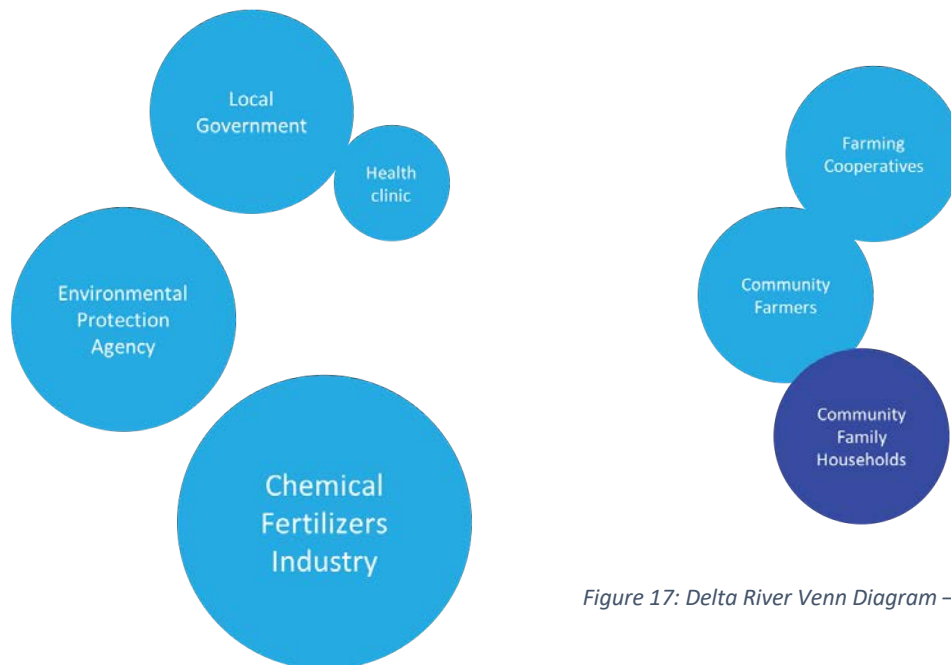 Local
Government
Health
clinic
Farming
Cooperatives
Environmental
Protection
Agency
Community
Farmers
Community
Family
Households
Chemical
Fertilizers
Industry
Figure 17: Delta River Venn Diagram –